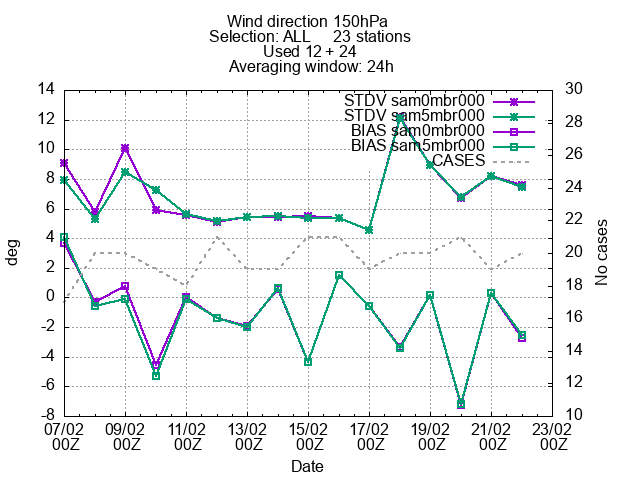 Wind direction 150hPa
Selection: ALL 23 stations
Used 12 + 24
Averaging window: 24h
14
12
10
8
6
4
2
0
-2
-4
-6
-8
deg
30
28
26
24
22
20
18
16
14
12
10
No cases
STDV sam0mbr000
STDV sam5mbr000
BIAS sam0mbr000
BIAS sam5mbr000
CASES
07/02 09/02 11/02 13/02 15/02 17/02 19/02 21/02 23/02
00Z 00Z 00Z 00Z 00Z 00Z 00Z 00Z 00Z
Date